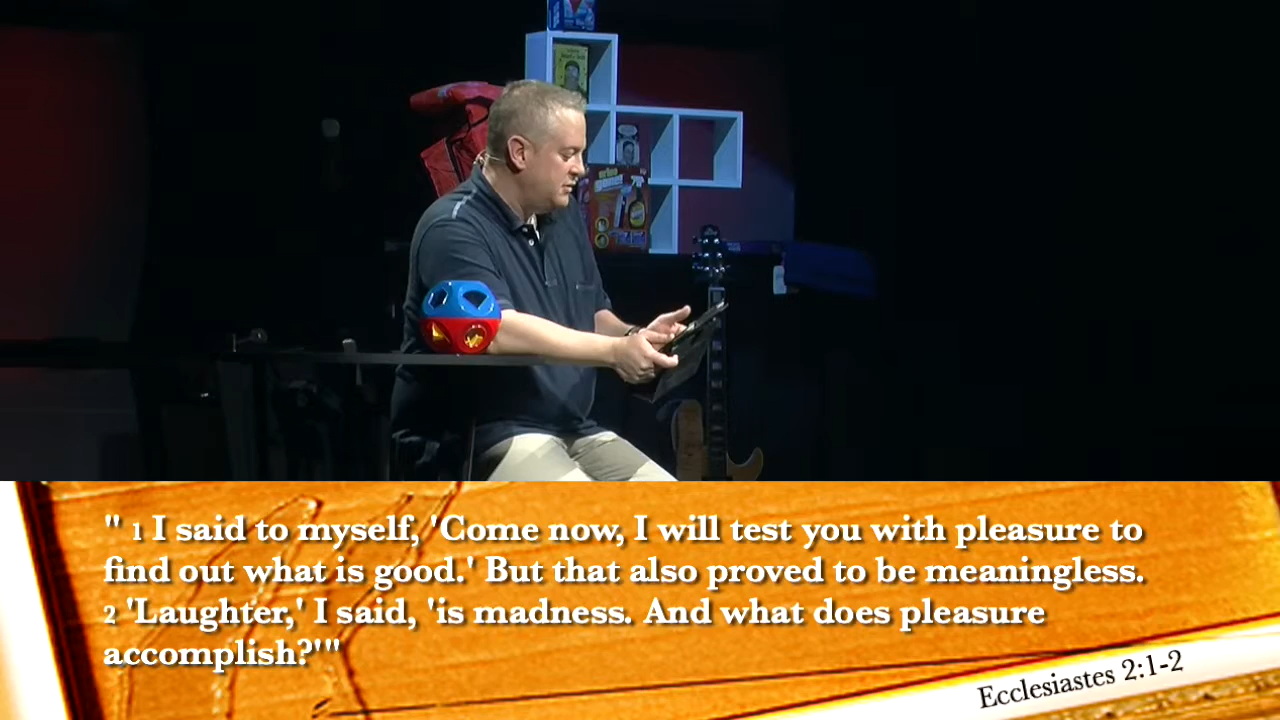 " 1 I said to myself, 'Come now, I will test you with pleasure to
find out what is good.' But that also proved to be meaningless.
2 'Laughter,' I said, 'is madness. And what does pleasure
accomplish?'"
Ecclesiastes 2:1-2